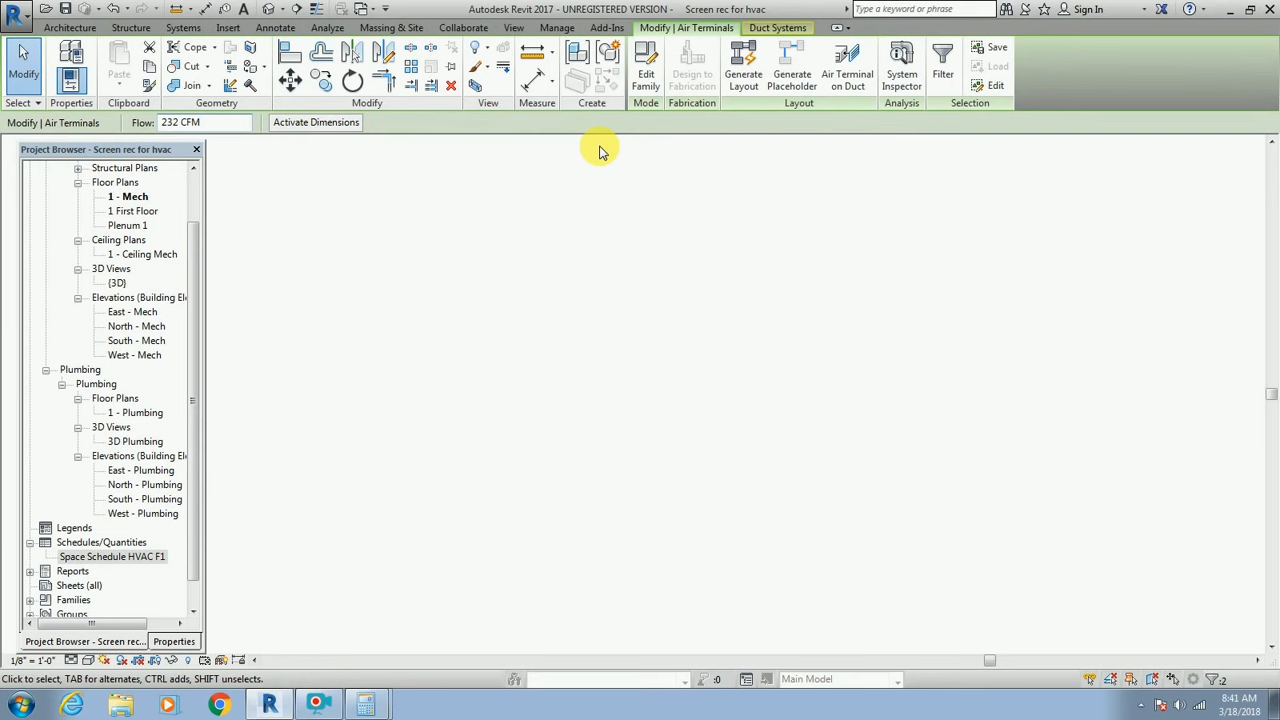 Autodesk Revit 2017 - UNREGISTERED VERSION - Screen rec for hvac
Type a keyword or phrase
Sign In
Architecture Structure Systems Insert Annotate Analyze Massing & Site Collaborate View Manage Add-Ins Modify | Air Terminals Duct Systems
Modify
Paste
Cope
Cut
Join
Edit Family
Design to Fabrication
Generate Layout
Generate Placeholder
Air Terminal on Duct
System Inspector
Filter
Save
Load
Edit
Select Properties Clipboard Geometry Modify View Measure Create Mode Fabrication Layout Analysis Selection
Modify | Air Terminals Flow: 232 CFM Activate Dimensions
Project Browser - Screen rec for hvac
Structural Plans
Floor Plans
1 - Mech
1 First Floor
Plenum 1
Ceiling Plans
1 - Ceiling Mech
3D Views
{3D}
Elevations (Building El
East - Mech
North - Mech
South - Mech
West - Mech
Plumbing
Plumbing
Floor Plans
1 - Plumbing
3D Views
3D Plumbing
Elevations (Building El
East - Plumbing
North - Plumbing
South - Plumbing
West - Plumbing
Legends
Schedules/Quantities
Space Schedule HVAC F1
Reports
Sheets (all)
Families
Groups
Project Browser - Screen rec... Properties
1/8" = 1'-0"
Click to select, TAB for alternates, CTRL adds, SHIFT unselects.
:0
Main Model
:2
8:41 AM
3/18/2018